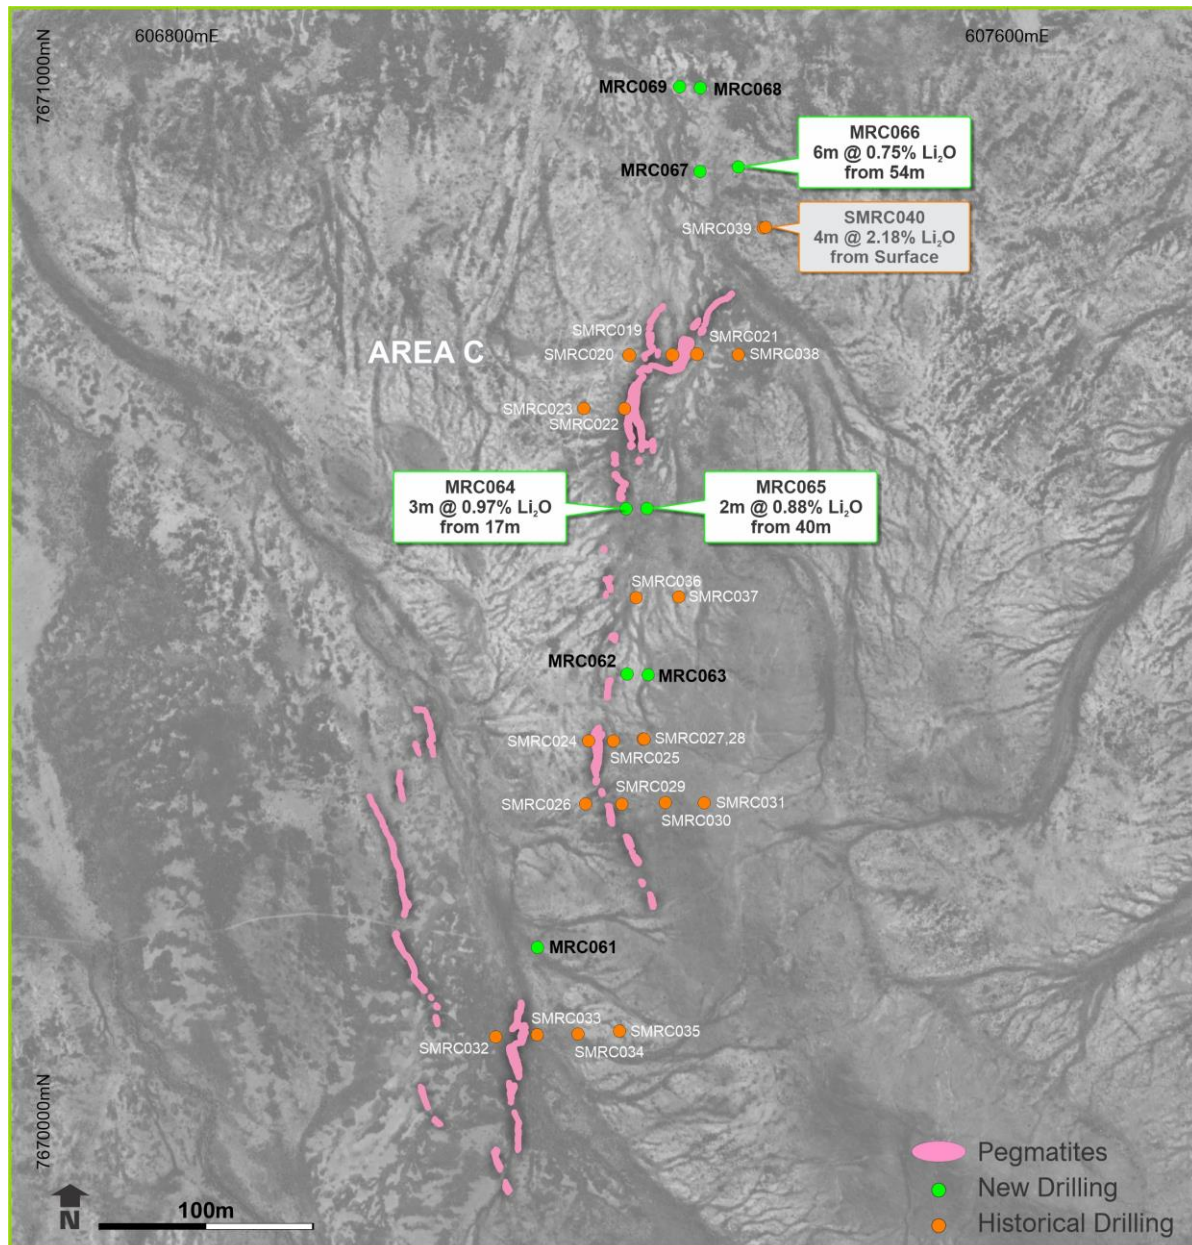 606800mE
607600mE
7671000mN
MRC069
MRC068
MRC066
6m @ 0.75% Li₂O
from 54m
MRC067
SMRC039
SMRC040
4m @ 2.18% Li₂O
from Surface
SMRC019
SMRC021
AREA C
SMRC020
SMRC038
SMRC023
SMRC022
MRC064
3m @ 0.97% Li₂O
from 17m
MRC065
2m @ 0.88% Li₂O
from 40m
SMRC036
SMRC037
MRC062
MRC063
SMRC024
SMRC027,28
SMRC025
SMRC029
SMRC026
SMRC031
SMRC030
MRC061
SMRC033
SMRC035
SMRC032
SMRC034
7670000mN
N
100m
Pegmatites
New Drilling
Historical Drilling